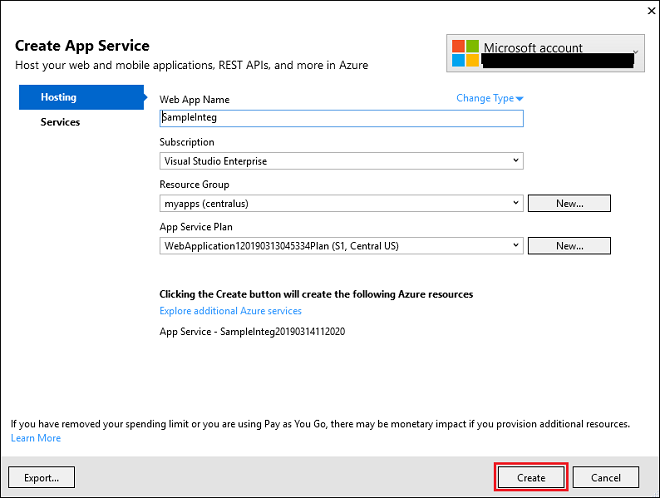 Create App Service
Host your web and mobile applications, REST APIs, and more in Azure
Microsoft account
Hosting
Services
Web App Name
Change Type
SampleInteg
Subscription
Visual Studio Enterprise
Resource Group
myapps (centralus)
New...
App Service Plan
WebApplication120190313045334Plan (S1, Central US)
New...
Clicking the Create button will create the following Azure resources
Explore additional Azure services
App Service - SampleInteg20190314112020
If you have removed your spending limit or you are using Pay as You Go, there may be monetary impact if you provision additional resources.
Learn More
Export...
Create
Cancel